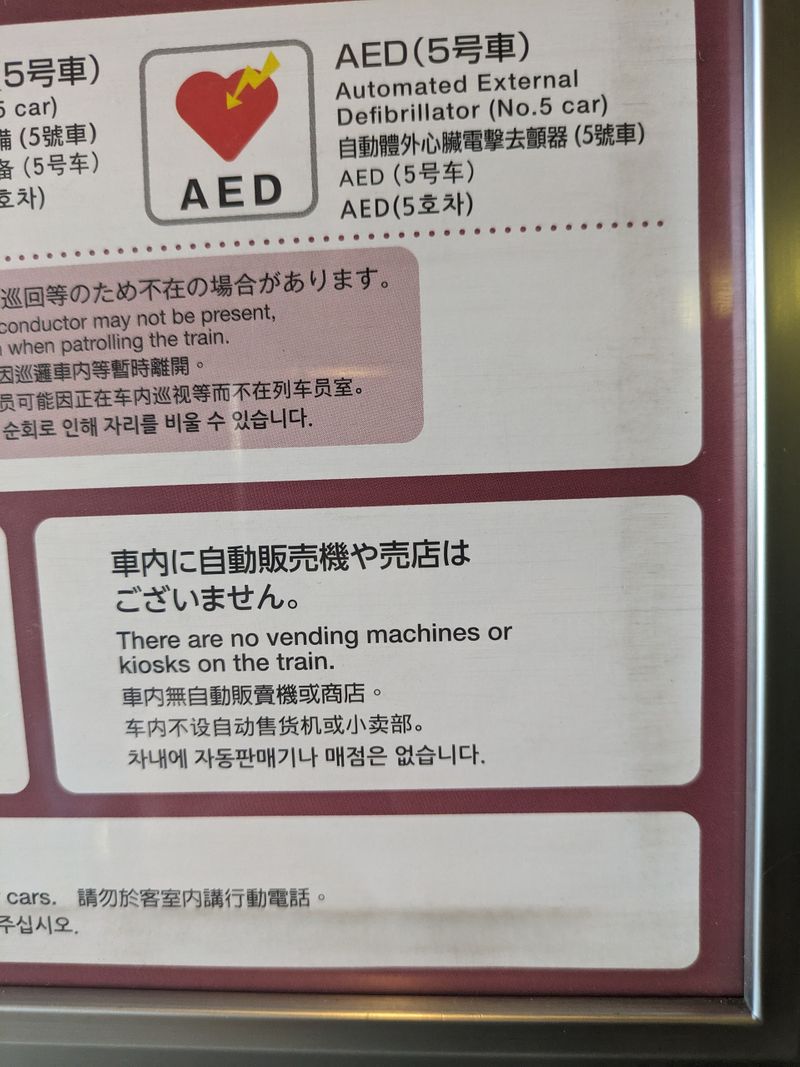 5号車)
5 car)
備 (5號車)
备 (5号车)
호차)
AED
AED(5号車)
Automated External
Defibrillator (No.5 car)
自動體外心臟電擊去顫器 (5號車)
AED (5号车)
AED(5호차)
巡回等のため不在の場合があります。
conductor may not be present,
when patrolling the train.
因巡邏車内等暫時離開。
员可能因正在车内巡视等而不在列车员室。
순회로 인해 자리를 비울 수 있습니다.
車内に自動販売機や売店は
ございません。
There are no vending machines or
kiosks on the train.
車内無自動販賣機或商店。
车内不设自动售货机或小卖部。
차내에 자동판매기나 매점은 없습니다.
cars. 請勿於客室内講行動電話。
주십시오.